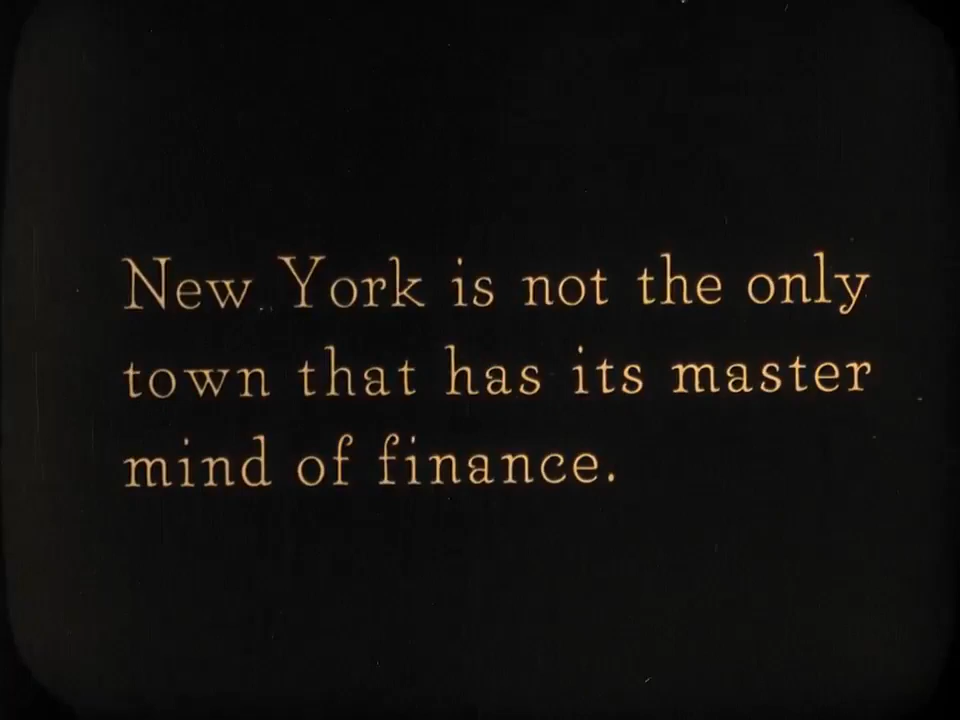 New York is not the only
town that has its master
mind of finance.